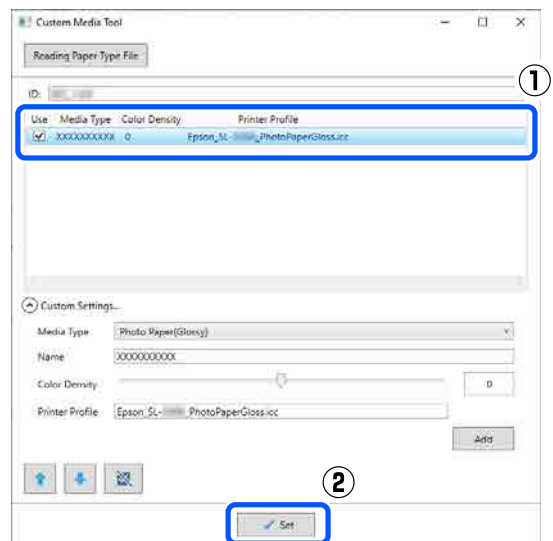 Custom Media Tool
Reading Paper Type File
①
ID:
Use Media Type Color Density Printer Profile
XXXXXXXXXX 0 Epson_SL- _PhotoPaperGloss.icc
Custom Settings...
Media Type Photo Paper(Glossy)
Name XXXXXXXXXX
Color Density 0
Printer Profile Epson_SL- _PhotoPaperGloss.icc
Add
②
Set